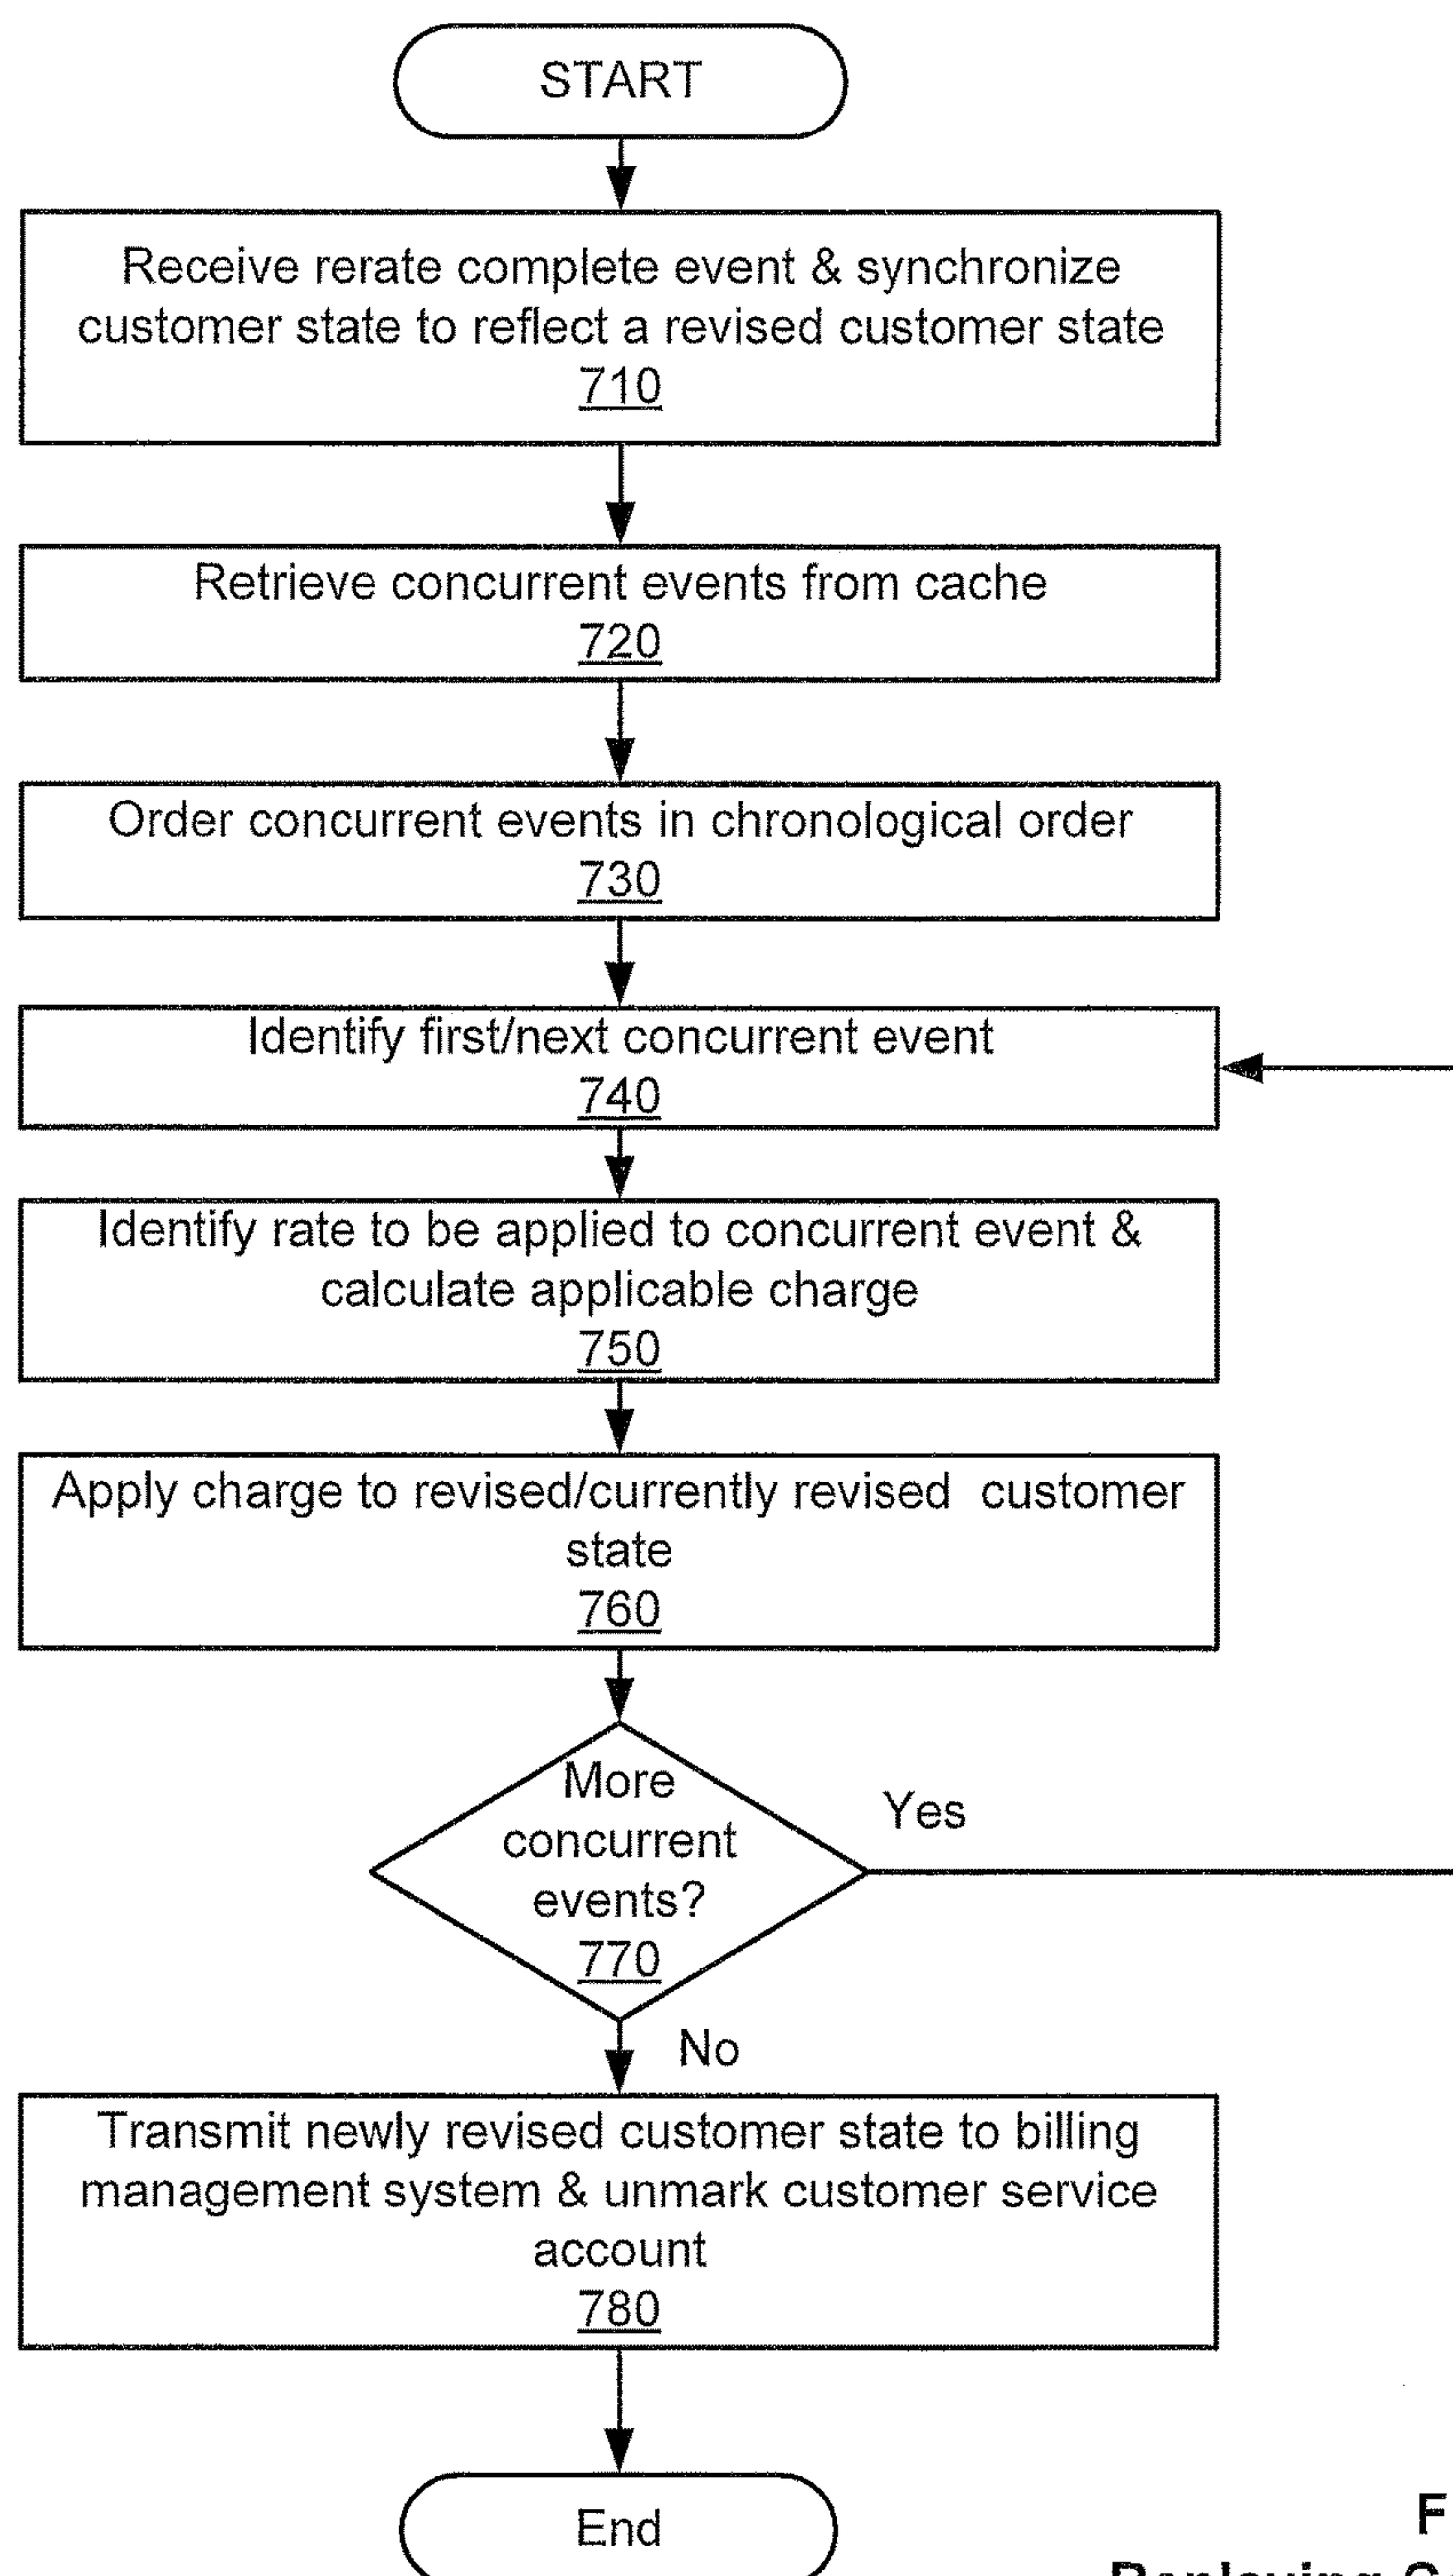 START
Receive rerate complete event & synchronize
customer state to reflect a revised customer state
710
Retrieve concurrent events from cache
720
Order concurrent events in chronological order
730
Identify first/next concurrent event
740
Identify rate to be applied to concurrent event &
calculate applicable charge
750
Apply charge to revised/currently revised customer
state
760
More
concurrent
events?
770
Yes
No
Transmit newly revised customer state to billing
management system & unmark customer service
account
780
End
F